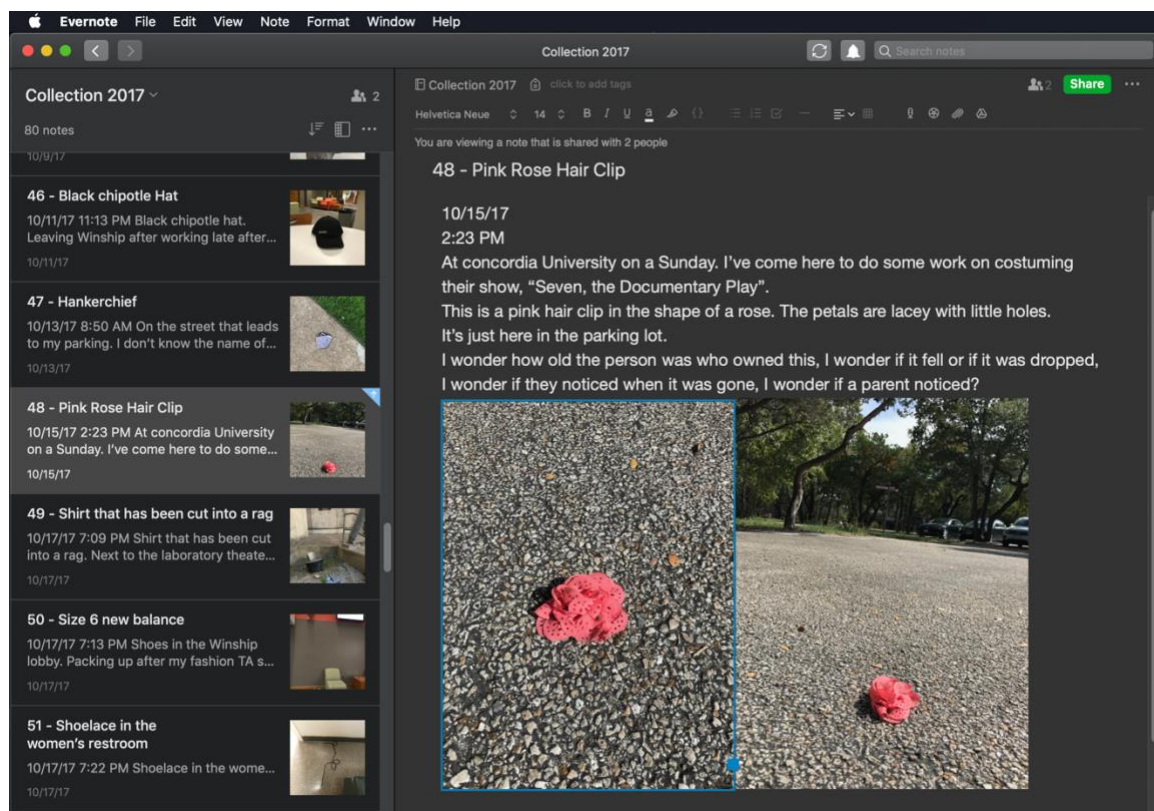 Evernote File Edit View Note Format Window Help
Collection 2017
Search notes
Collection 2017
2
80 notes
10/9/17
46 - Black chipotle Hat
10/11/17 11:13 PM Black chipotle hat.
Leaving Winship after working late after...
10/11/17
47 - Hankerchief
10/13/17 8:50 AM On the street that leads
to my parking. I don't know the name of...
10/13/17
48 - Pink Rose Hair Clip
10/15/17 2:23 PM At concordia University
on a Sunday. I've come here to do some...
10/15/17
49 - Shirt that has been cut into a rag
10/17/17 7:09 PM Shirt that has been cut
into a rag. Next to the laboratory theate...
10/17/17
50 - Size 6 new balance
10/17/17 7:13 PM Shoes in the Winship
lobby. Packing up after my fashion TA s...
10/17/17
51 - Shoelace in the
women's restroom
10/17/17 7:22 PM Shoelace in the wome...
10/17/17
Collection 2017 click to add tags
2 Share
Helvetica Neue 14 B I U a
You are viewing a note that is shared with 2 people
48 - Pink Rose Hair Clip
10/15/17
2:23 PM
At concordia University on a Sunday. I've come here to do some work on costuming
their show, “Seven, the Documentary Play”.
This is a pink hair clip in the shape of a rose. The petals are lacey with little holes.
It's just here in the parking lot.
I wonder how old the person was who owned this, I wonder if it fell or if it was dropped,
I wonder if they noticed when it was gone, I wonder if a parent noticed?